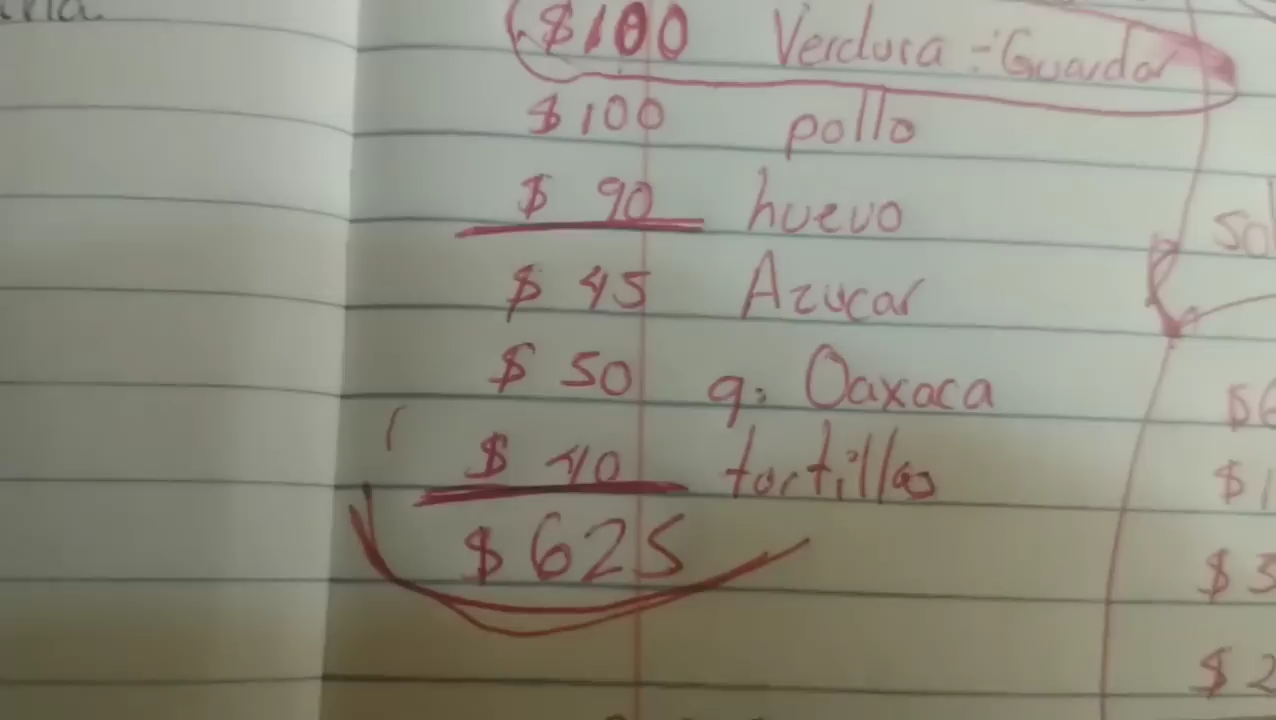 $100 Verdura - Guardar
$100 pollo
$ 90 huevo
$ 45 Azucar
$ 50 q. Oaxaca
$ 40 tortillas
$ 625